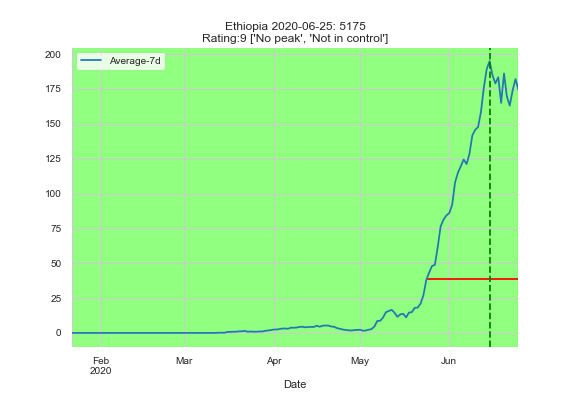 Ethiopia 2020-06-25: 5175
Rating:9 ['No peak', 'Not in control']
Average-7d
200
175
150
125
100
75
50
25
0
Feb Mar Apr May Jun
2020
Date